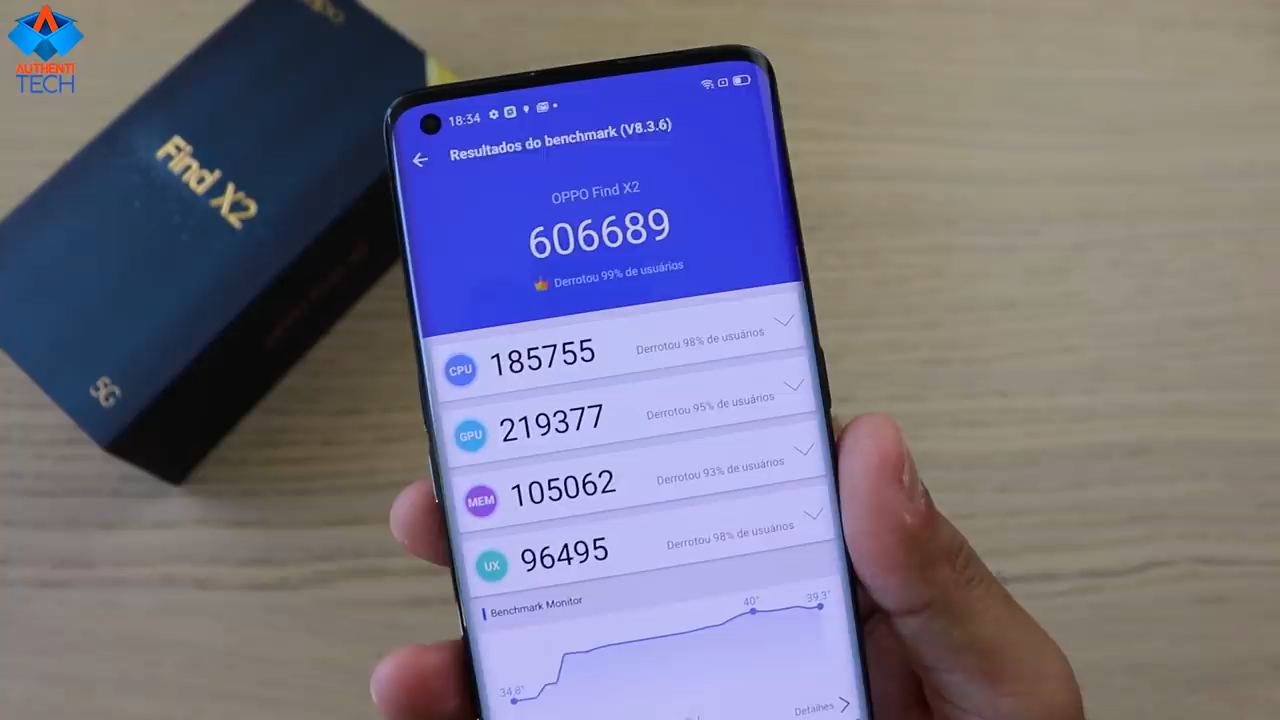 AUTHENTI
TECH
Find X2
5G
18:34
Resultados do benchmark (V8.3.6)
OPPO Find X2
606689
Derrotou 99% de usuários
CPU 185755 Derrotou 98% de usuários
GPU 219377 Derrotou 95% de usuários
MEM 105062 Derrotou 93% de usuários
UX 96495 Derrotou 98% de usuários
Benchmark Monitor
34.8° 40° 39.3°
Detalhes